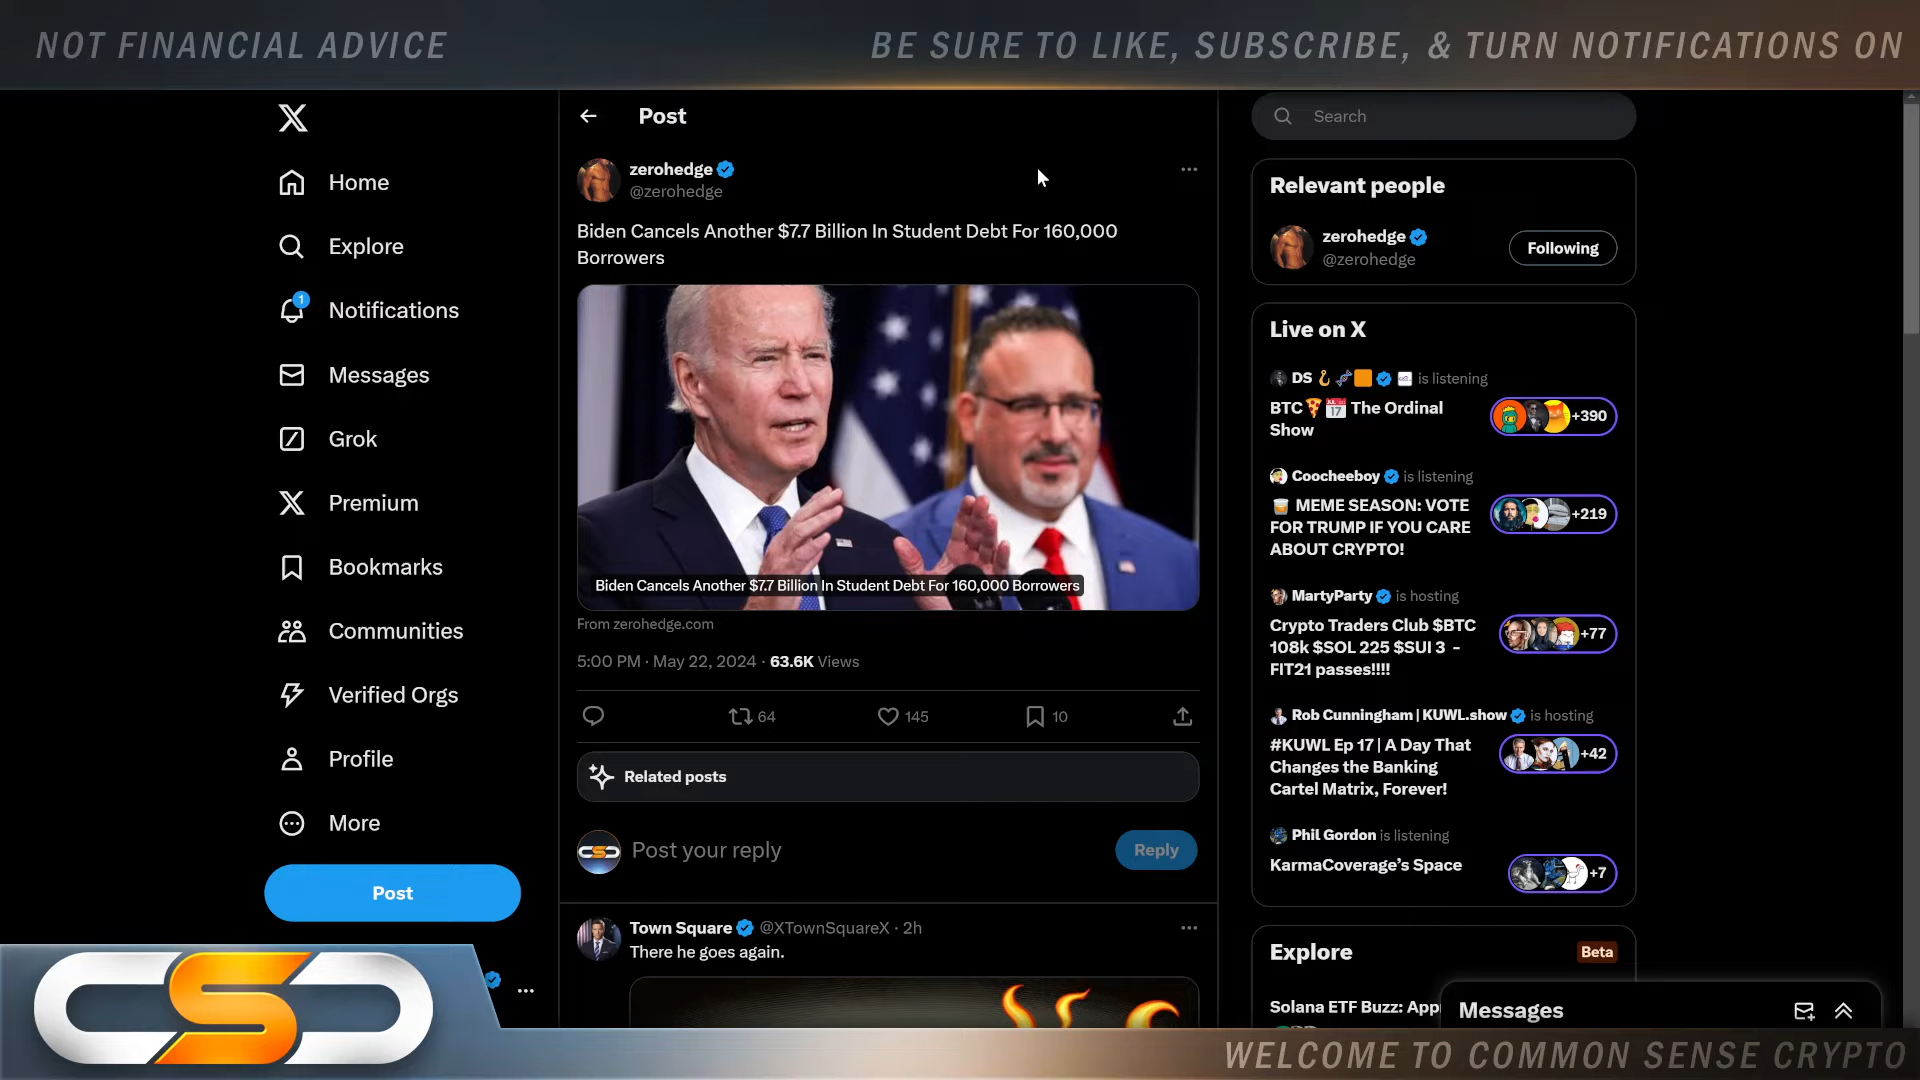 NOT FINANCIAL ADVICE
BE SURE TO LIKE, SUBSCRIBE, & TURN NOTIFICATIONS ON
Home
Explore
1
Notifications
Messages
Grok
Premium
Bookmarks
Communities
Verified Orgs
Profile
More
Post
Post
zerohedge
@zerohedge
Biden Cancels Another $7.7 Billion In Student Debt For 160,000
Borrowers
Biden Cancels Another $7.7 Billion In Student Debt For 160,000 Borrowers
From zerohedge.com
5:00 PM · May 22, 2024 · 63.6K Views
64
145
10
Related posts
Post your reply
Reply
Town Square @XTownSquareX · 2h
There he goes again.
Search
Relevant people
zerohedge
@zerohedge
Following
Live on X
DS is listening
BTC The Ordinal
Show
+390
Coocheeboy is listening
MEME SEASON: VOTE
FOR TRUMP IF YOU CARE
ABOUT CRYPTO!
+219
MartyParty is hosting
Crypto Traders Club $BTC
108k $SOL 225 $SUI 3 -
FIT21 passes!!!!
+77
Rob Cunningham | KUWL.show is hosting
#KUWL Ep 17 | A Day That
Changes the Banking
Cartel Matrix, Forever!
+42
Phil Gordon is listening
KarmaCoverage's Space
+7
Explore
Beta
Solana ETF Buzz: App
Messages
CSC
WELCOME TO COMMON SENSE CRYPTO